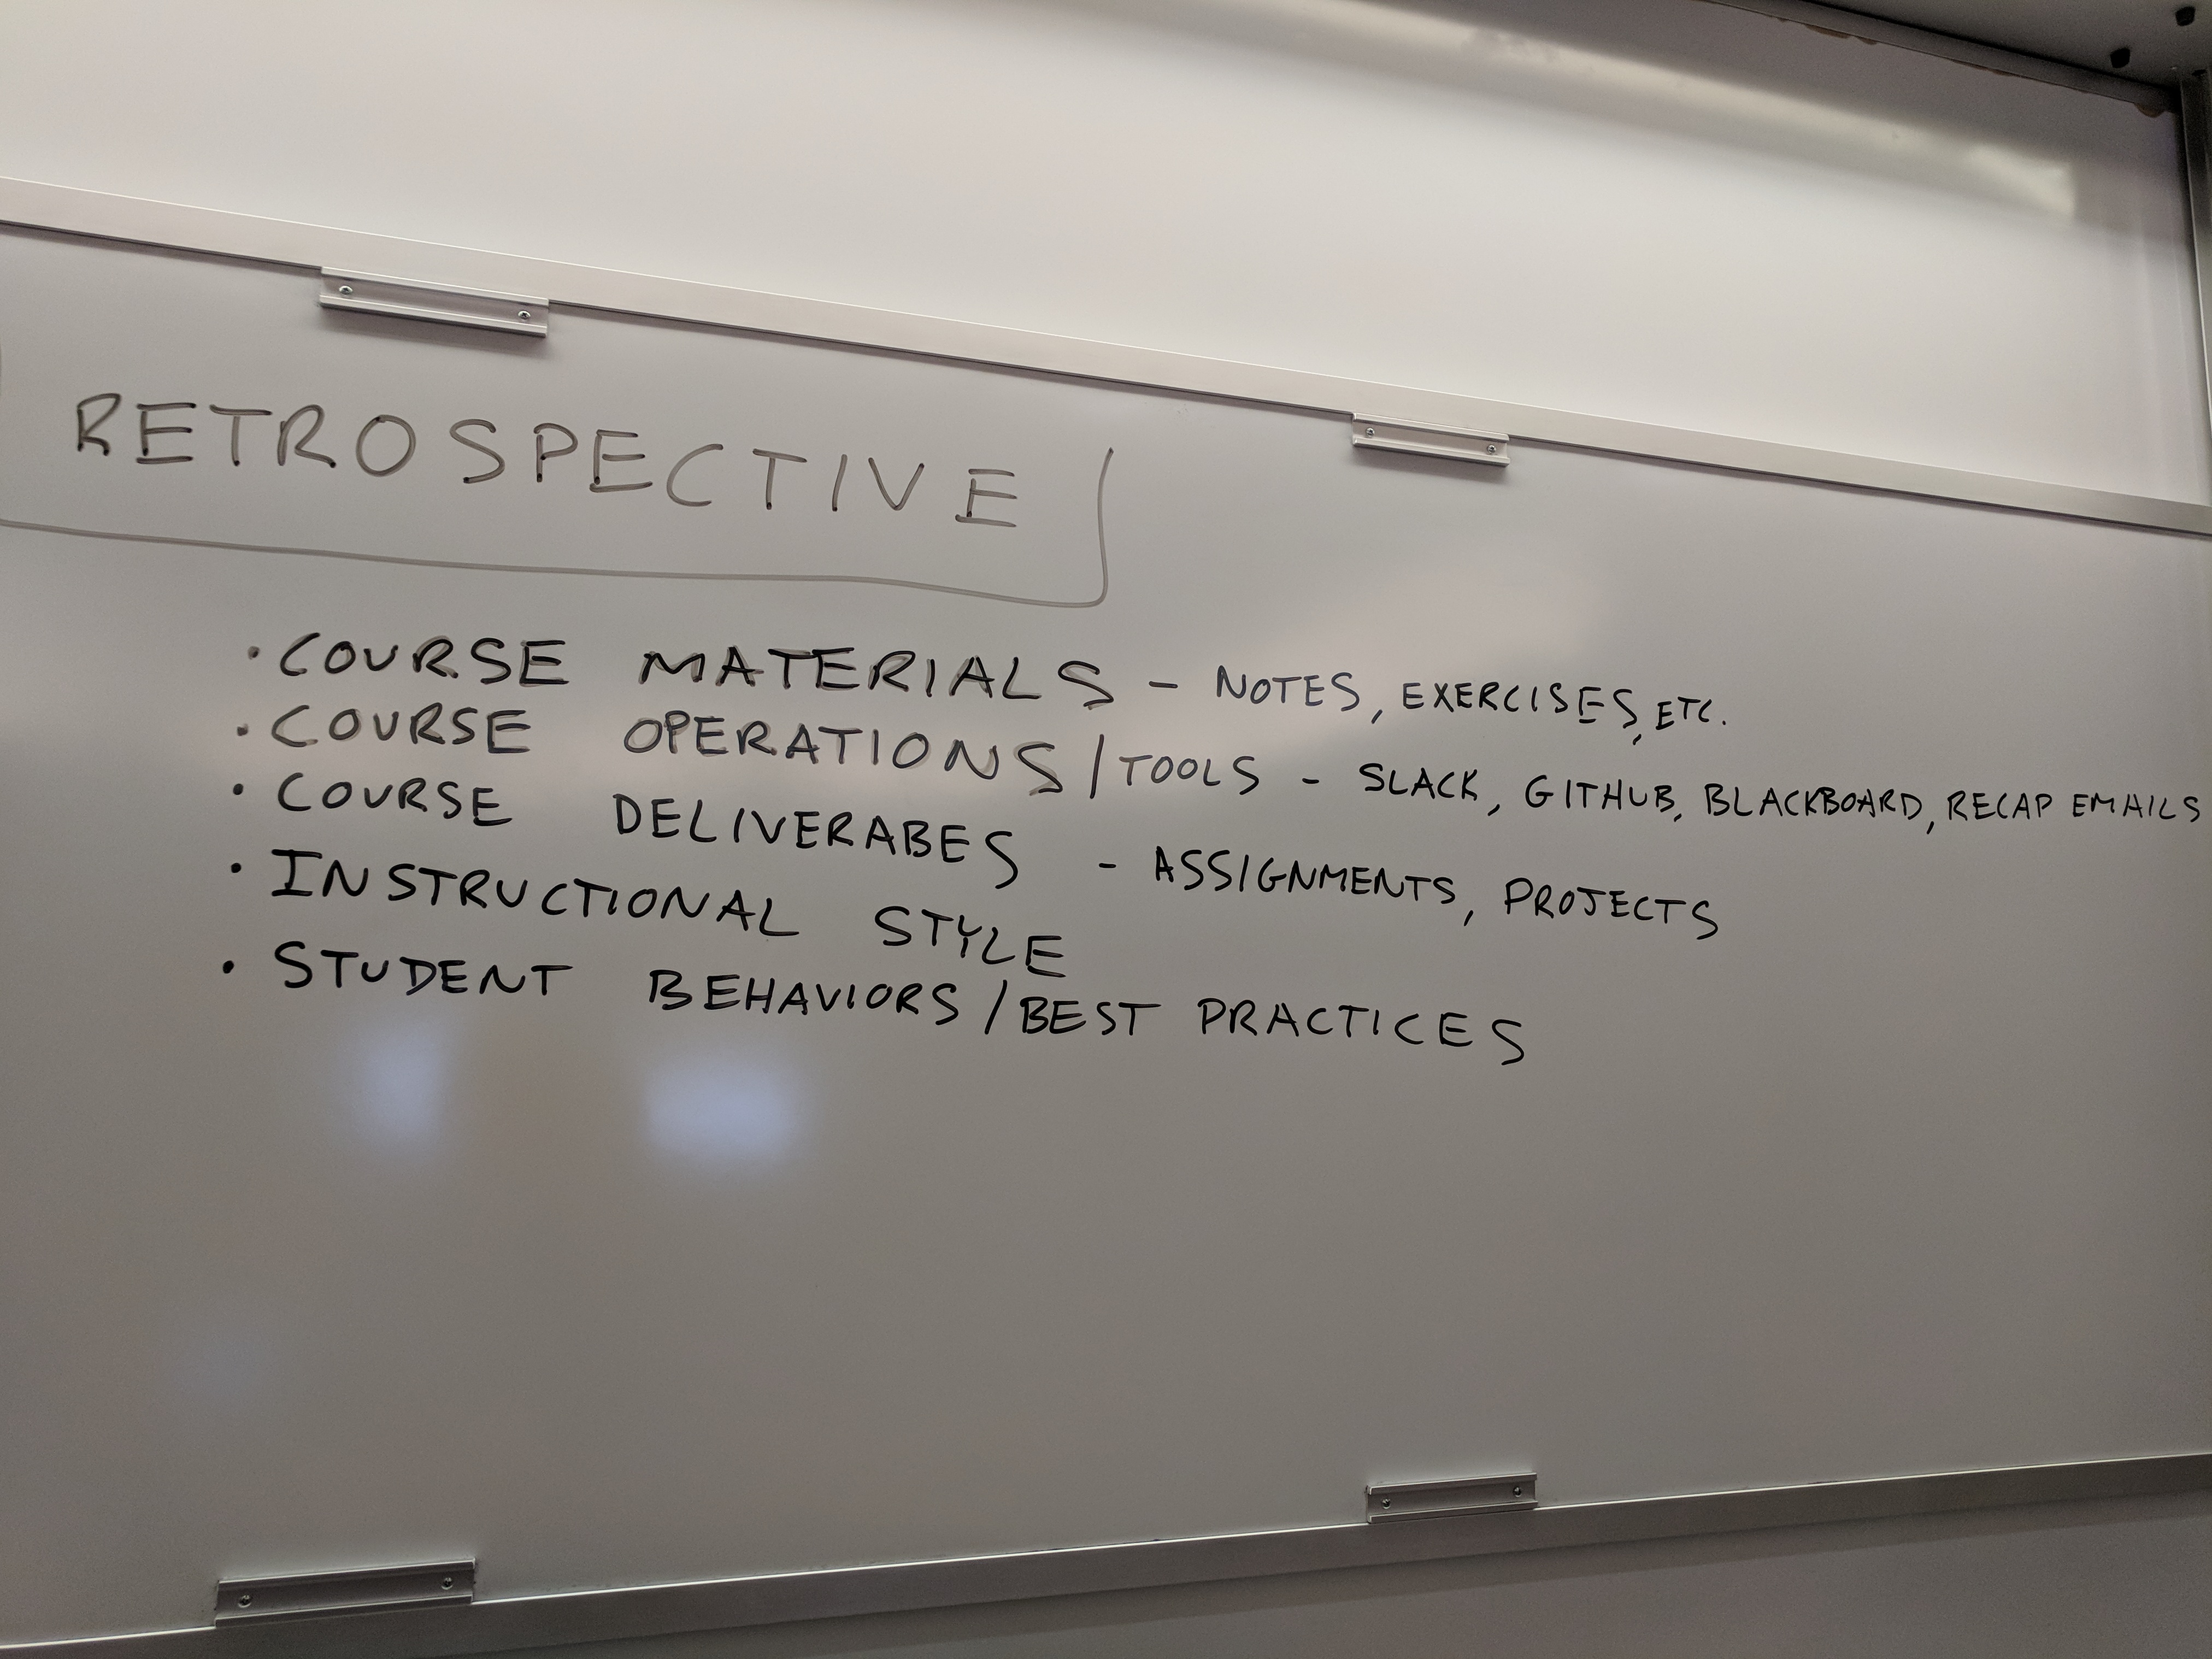 RETROSPECTIVE
• COURSE MATERIALS - NOTES, EXERCISES, ETC.
• COURSE OPERATIONS/TOOLS - SLACK, GITHUB, BLACKBOARD, RECAP EMAILS
• COURSE DELIVERABES - ASSIGNMENTS, PROJECTS
• INSTRUCTIONAL STYLE
• STUDENT BEHAVIORS/BEST PRACTICES